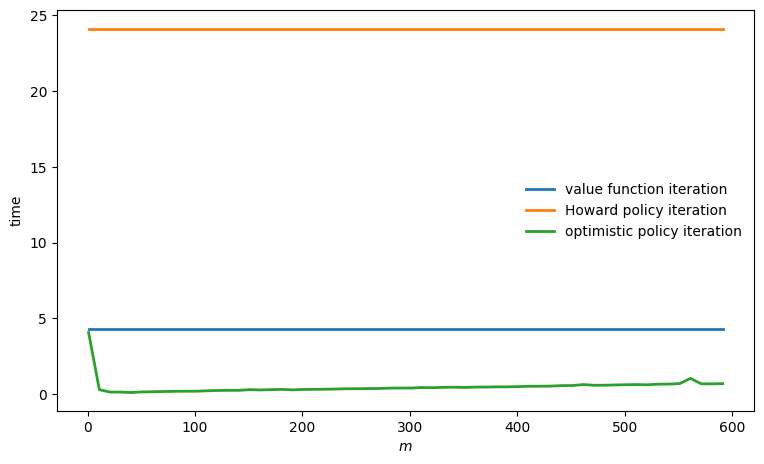 25
20
15
10
5
0
time
value function iteration
Howard policy iteration
optimistic policy iteration
0 100 200 300 400 500 600
m